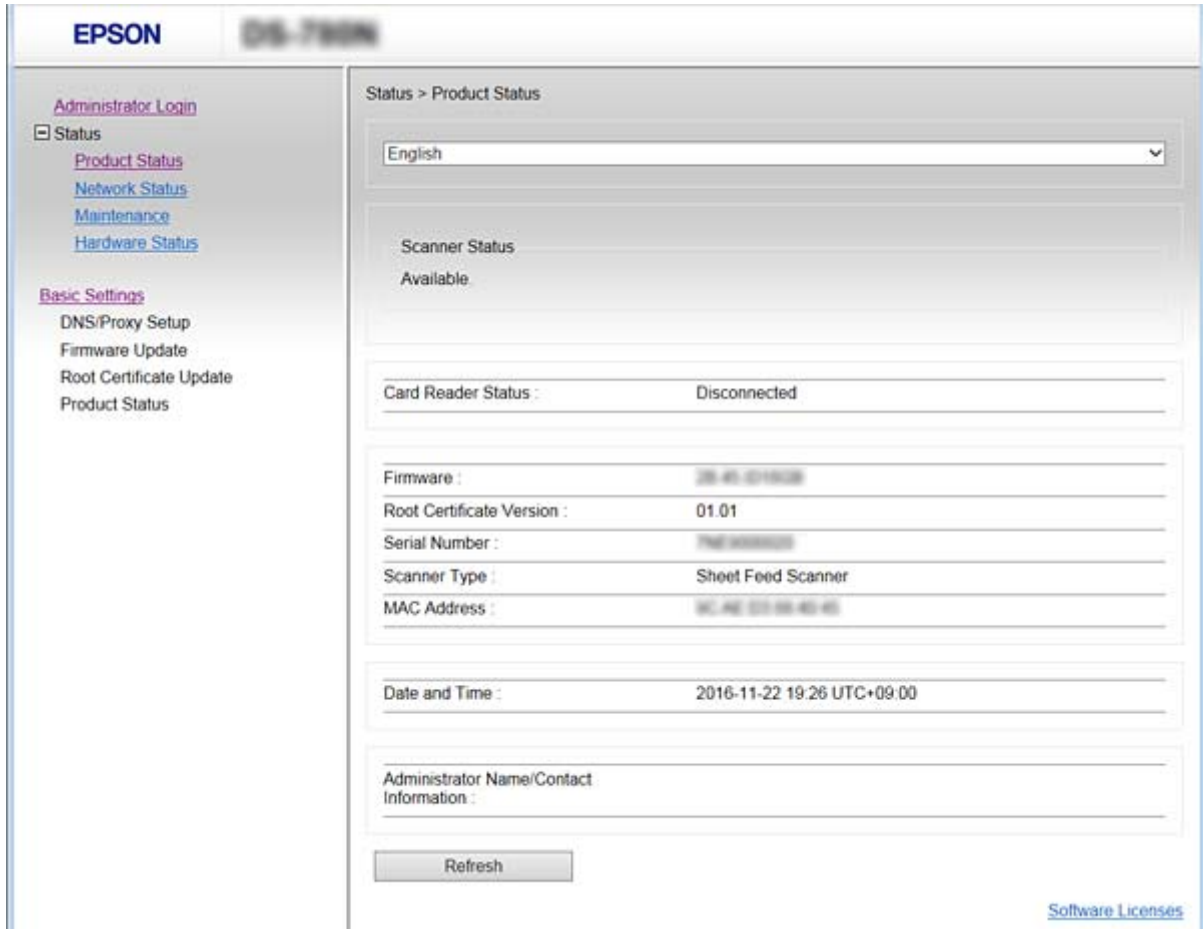 EPSON
Administrator Login
Status
Product Status
Network Status
Maintenance
Hardware Status
Basic Settings
DNS/Proxy Setup
Firmware Update
Root Certificate Update
Product Status
Status > Product Status
English
Scanner Status
Available.
Card Reader Status : Disconnected
Firmware :
Root Certificate Version : 01.01
Serial Number :
Scanner Type : Sheet Feed Scanner
MAC Address :
Date and Time : 2016-11-22 19:26 UTC+09:00
Administrator Name/Contact
Information :
Refresh
Software Licenses